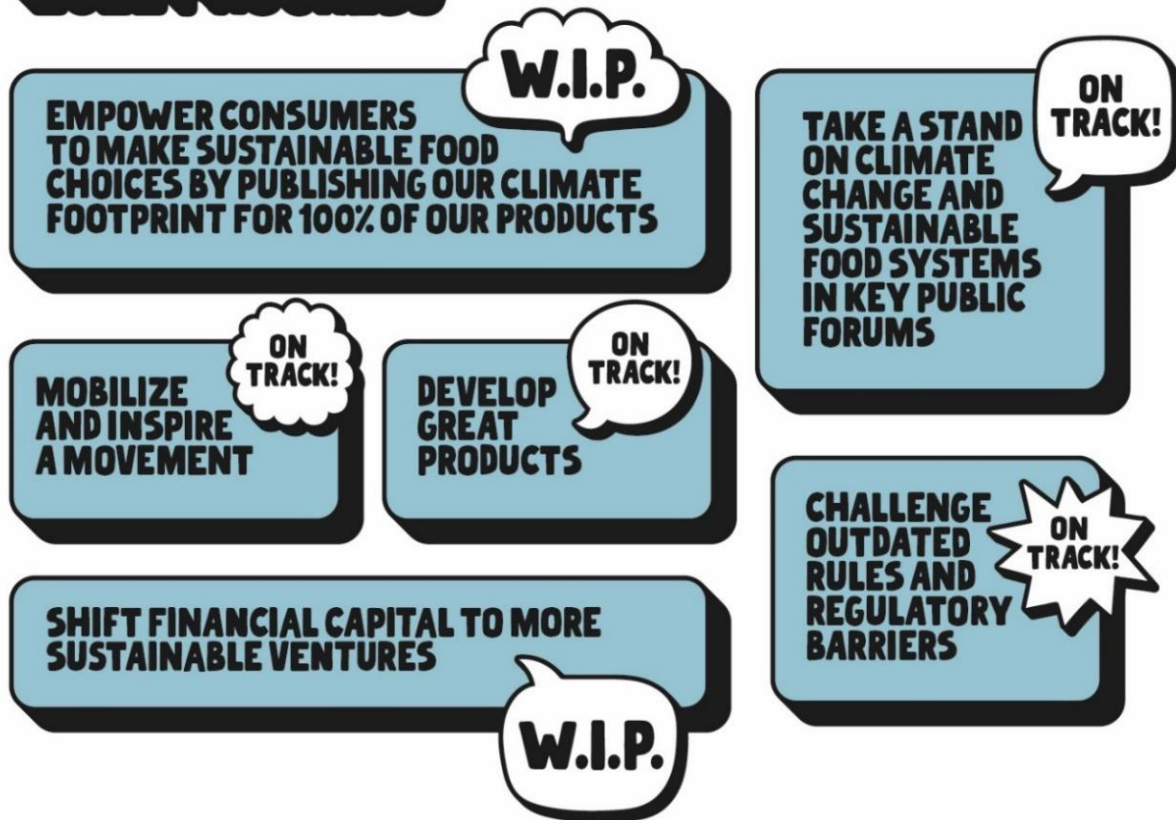 W.I.P.
EMPOWER CONSUMERS
TO MAKE SUSTAINABLE FOOD
CHOICES BY PUBLISHING OUR CLIMATE
FOOTPRINT FOR 100% OF OUR PRODUCTS
ON
TRACK!
TAKE A STAND
ON CLIMATE
CHANGE AND
SUSTAINABLE
FOOD SYSTEMS
IN KEY PUBLIC
FORUMS
ON
TRACK!
MOBILIZE
AND INSPIRE
A MOVEMENT
ON
TRACK!
DEVELOP
GREAT
PRODUCTS
ON
TRACK!
CHALLENGE
OUTDATED
RULES AND
REGULATORY
BARRIERS
SHIFT FINANCIAL CAPITAL TO MORE
SUSTAINABLE VENTURES
W.I.P.